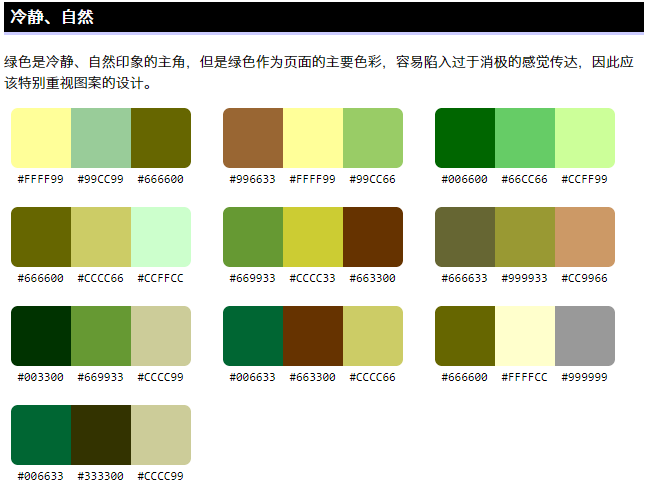 冷静、自然
绿色是冷静、自然印象的主角，但是绿色作为页面的主要色彩，容易陷入过于消极的感觉传达，因此应
该特别重视图案的设计。
#FFFF99 #99CC99 #666600 #996633 #FFFF99 #99CC66 #006600 #66CC66 #CCFF99
#666600 #CCCC66 #CCFFCC #669933 #CCCC33 #663300 #666633 #999933 #CC9966
#003300 #669933 #CCCC99 #006633 #663300 #CCCC66 #666600 #FFFFCC #999999
#006633 #333300 #CCCC99